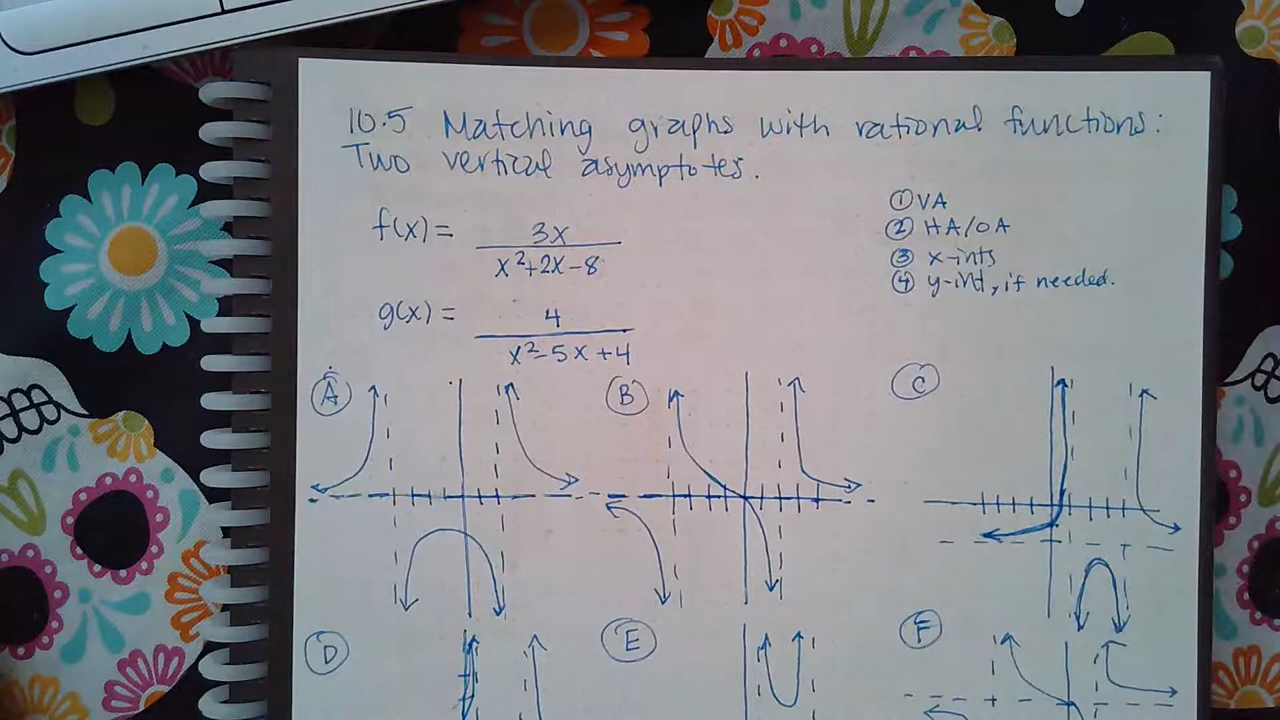 10.5 Matching graphs with rational functions:
Two vertical asymptotes.
① VA
② HA/OA
③ x-ints
④ y-int, if needed.
f(x) = 3x / x²+2x-8
g(x) = 4 / x²-5x+4
Ⓐ Ⓑ Ⓒ
Ⓓ Ⓔ Ⓕ